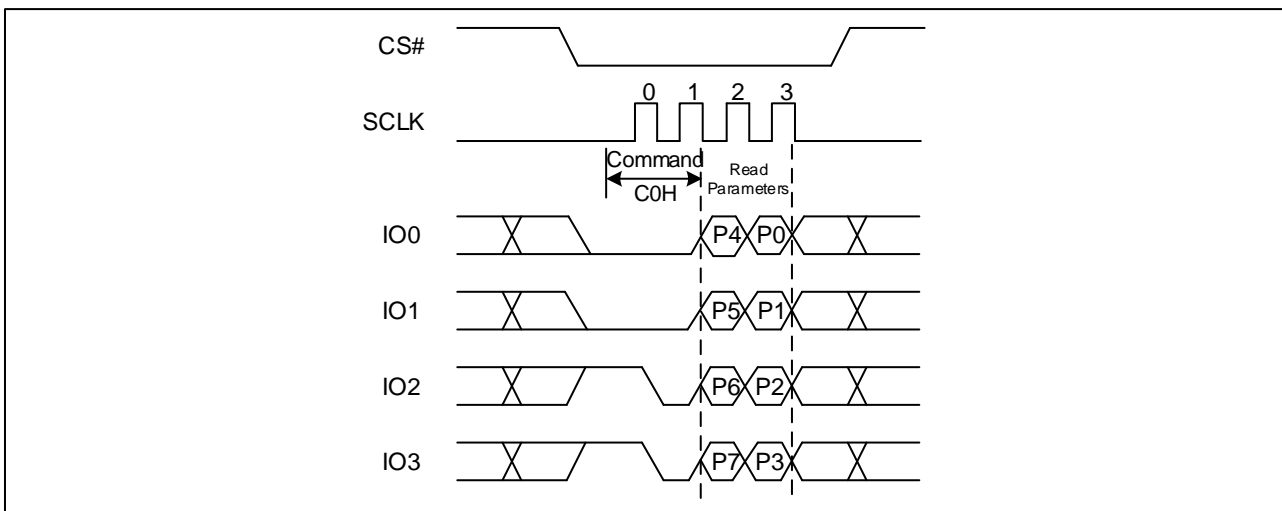 CS#
0 1 2 3
SCLK
Command
Read
Parameters
C0H
IO0
P4 P0
IO1
P5 P1
IO2
P6 P2
IO3
P7 P3